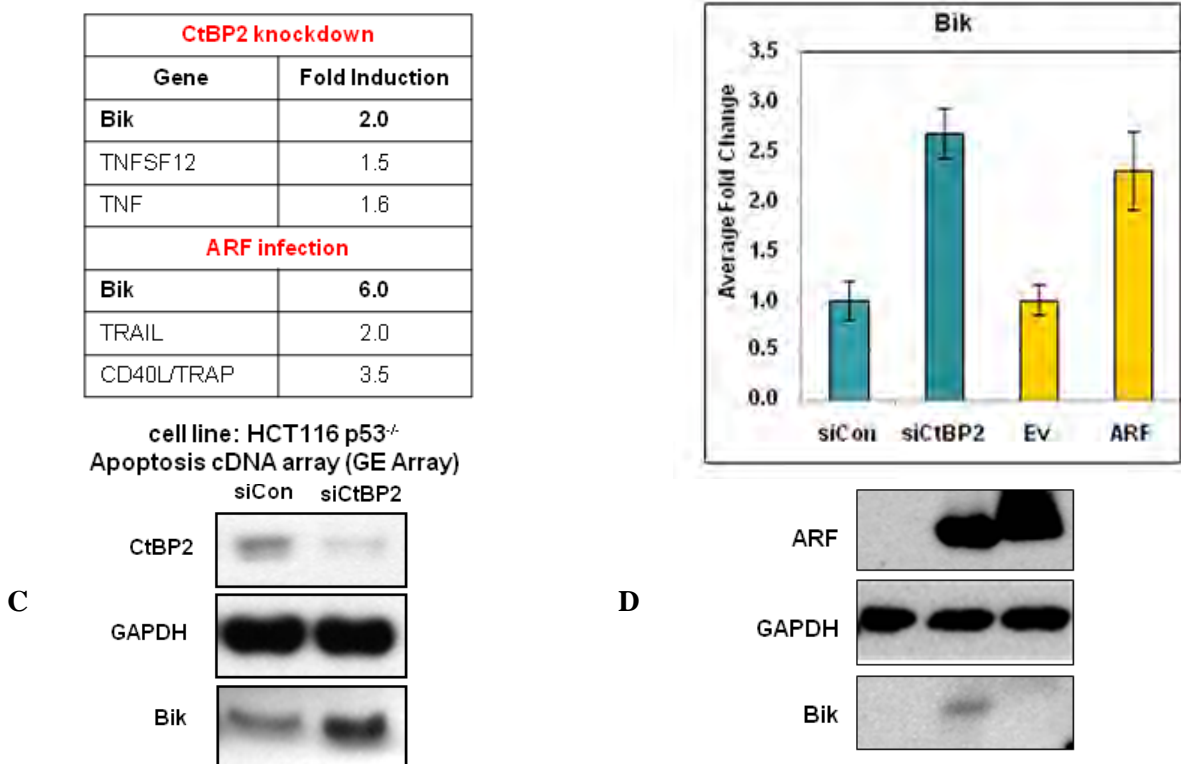 CtBP2 knockdown
Gene Fold Induction
Bik 2.0
TNFSF12 1.5
TNF 1.6
ARF infection
Bik 6.0
TRAIL 2.0
CD40L/TRAP 3.5
cell line: HCT116 p53-/-
Apoptosis cDNA array (GE Array)
Bik
Average Fold Change
3.5
3.0
2.5
2.0
1.5
1.0
0.5
0.0
siCon siCtBP2 Ev ARF
C
siCon siCtBP2
CtBP2
GAPDH
Bik
D
ARF
GAPDH
Bik